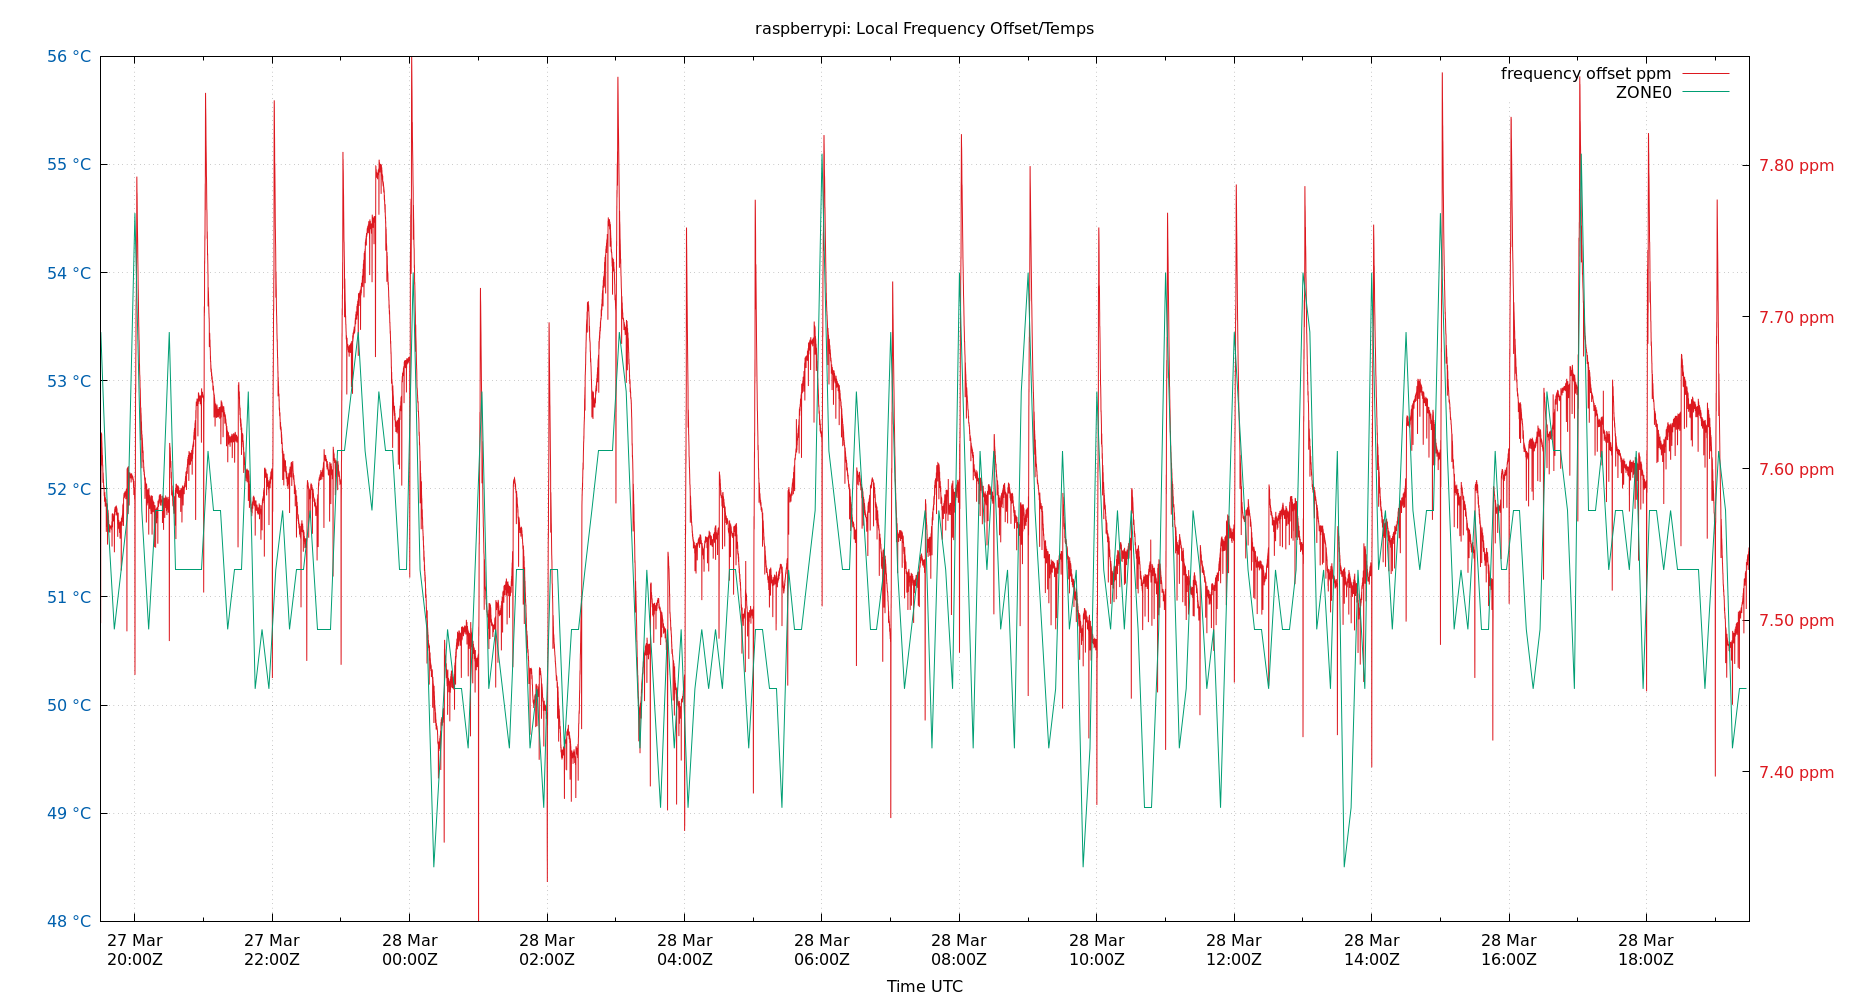 raspberrypi: Local Frequency Offset/Temps
frequency offset ppm
ZONE0
56 °C
55 °C
54 °C
53 °C
52 °C
51 °C
50 °C
49 °C
48 °C
7.80 ppm
7.70 ppm
7.60 ppm
7.50 ppm
7.40 ppm
27 Mar 27 Mar 28 Mar 28 Mar 28 Mar 28 Mar 28 Mar 28 Mar 28 Mar 28 Mar 28 Mar 28 Mar
20:00Z 22:00Z 00:00Z 02:00Z 04:00Z 06:00Z 08:00Z 10:00Z 12:00Z 14:00Z 16:00Z 18:00Z
Time UTC